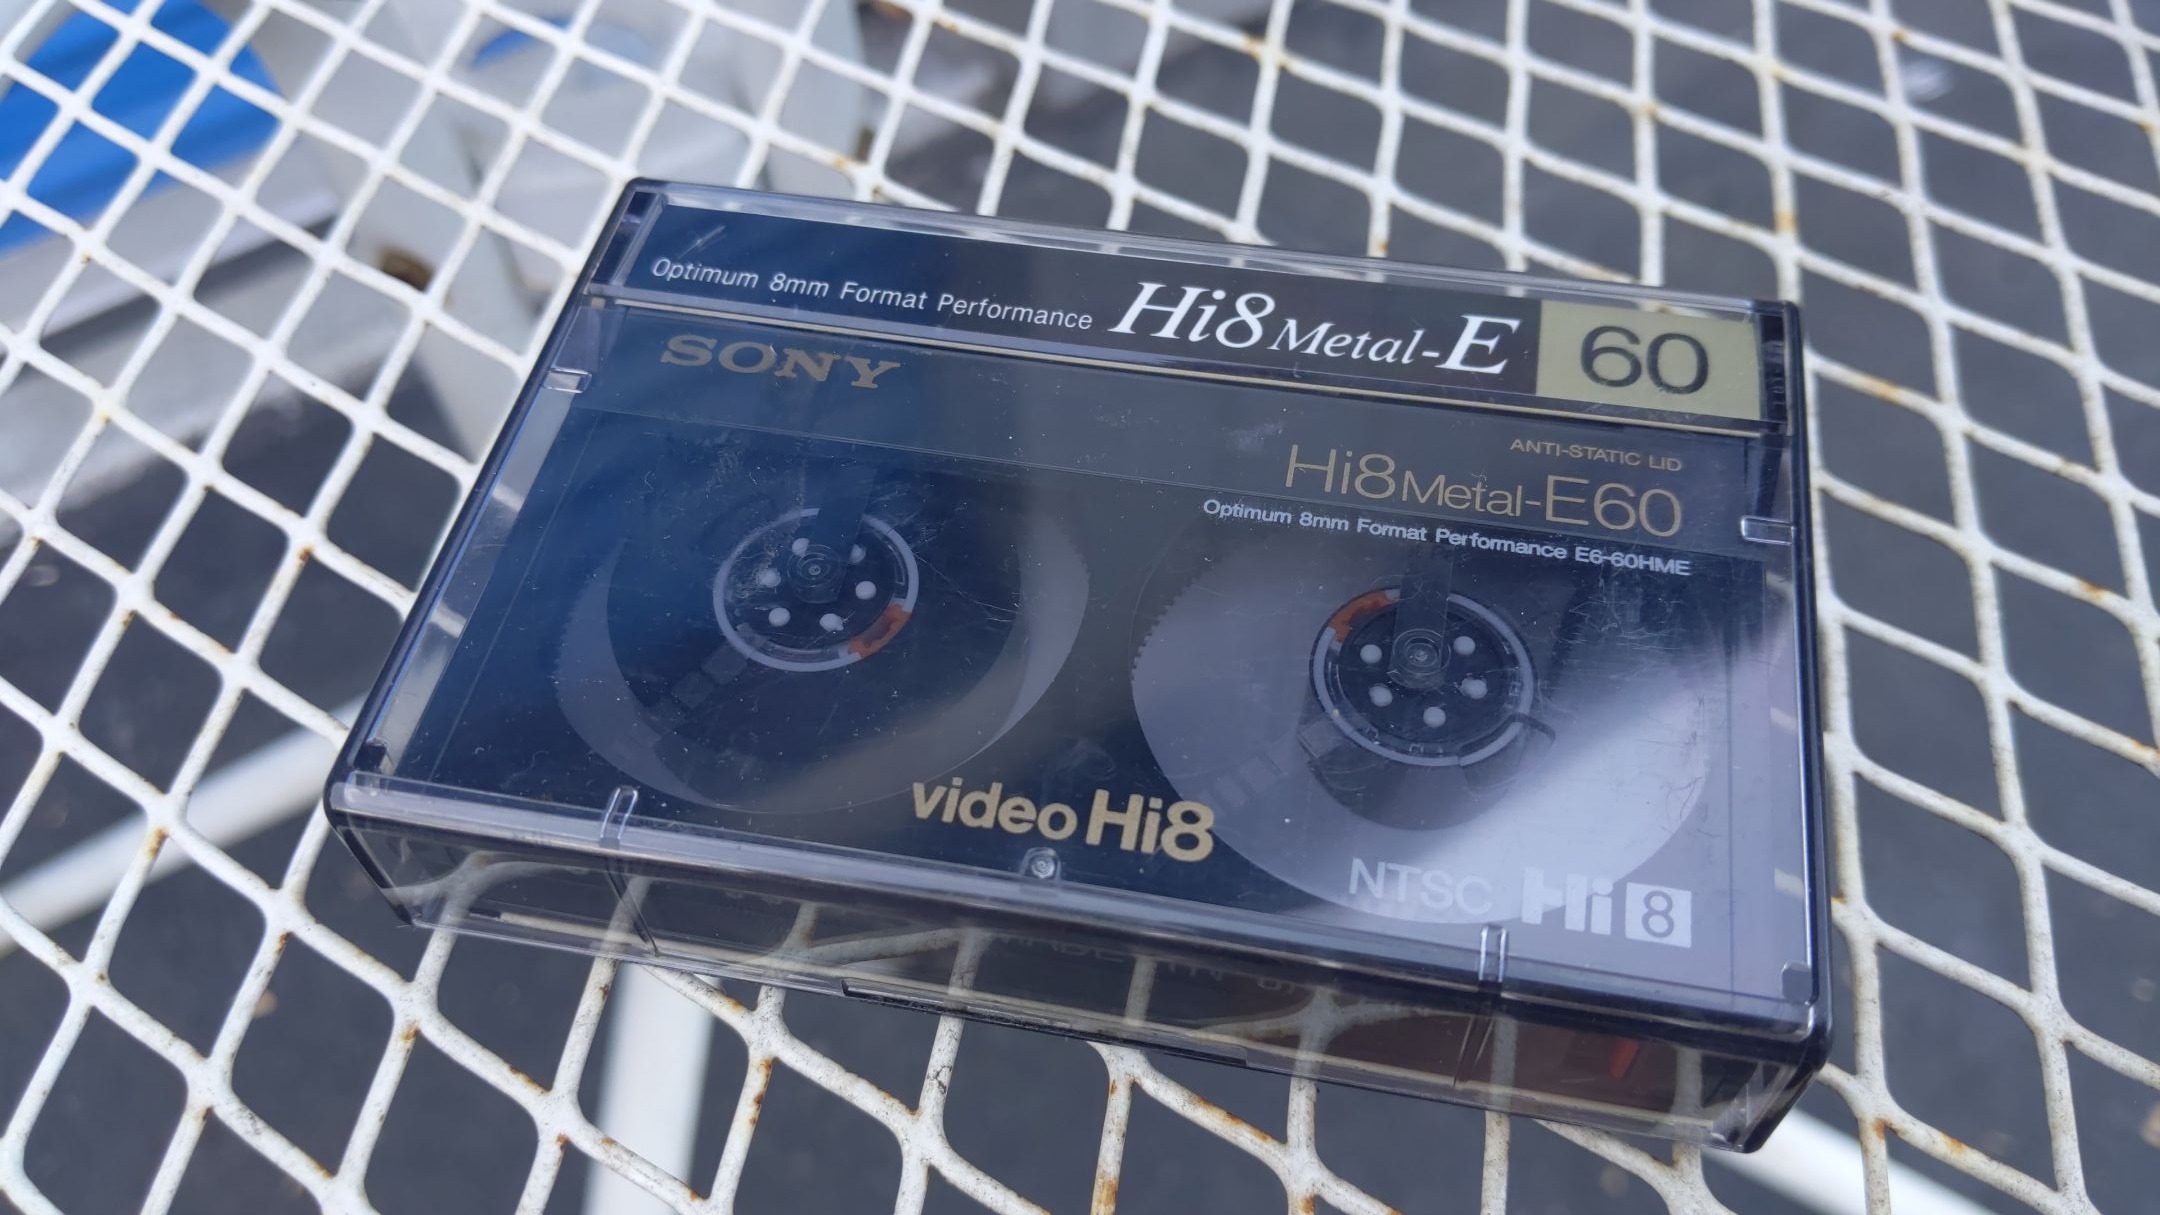 Optimum 8mm Format Performance Hi8 Metal-E 60
SONY
ANTI-STATIC LID
Hi8 Metal-E60
Optimum 8mm Format Performance E6-60HME
video Hi8
NTSC Hi8